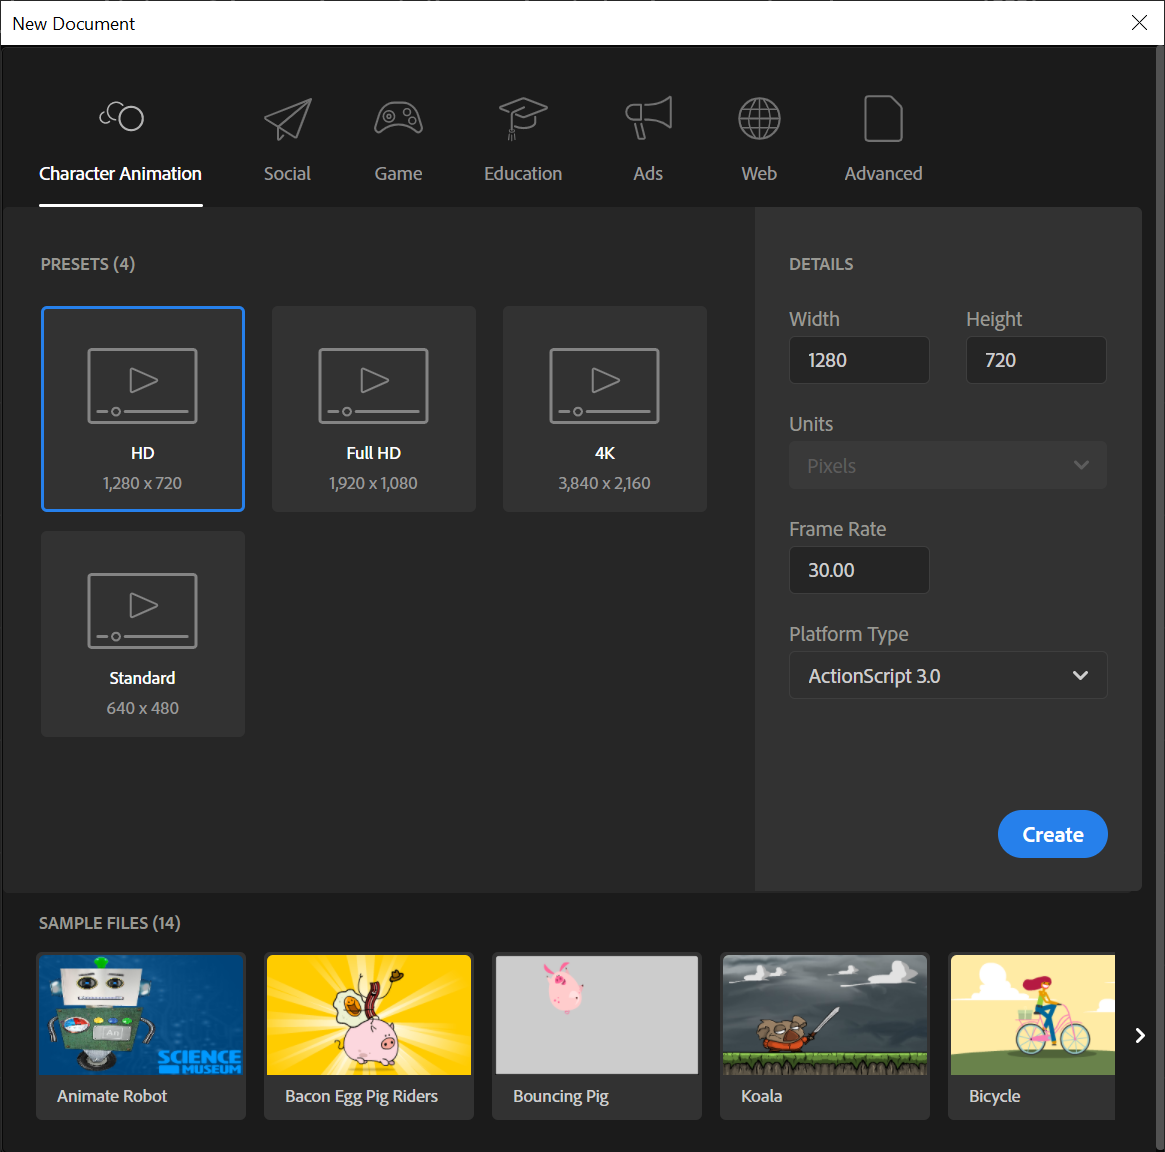 New Document
Character Animation
Social
Game
Education
Ads
Web
Advanced
PRESETS (4)
HD
1,280 x 720
Full HD
1,920 x 1,080
4K
3,840 x 2,160
Standard
640 x 480
DETAILS
Width
Height
1280
720
Units
Pixels
Frame Rate
30.00
Platform Type
ActionScript 3.0
Create
SAMPLE FILES (14)
An
SCIENCE
MUSEUM
Animate Robot
Bacon Egg Pig Riders
Bouncing Pig
Koala
Bicycle